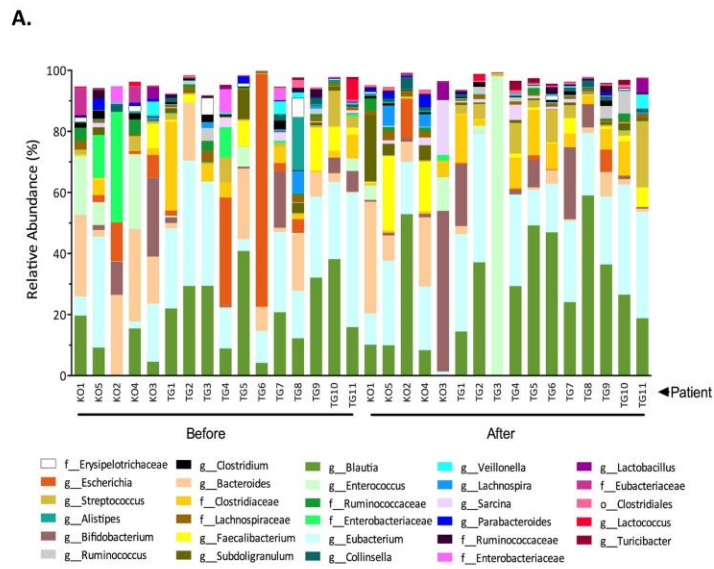 A.
Relative Abundance (%)
100
80
60
40
20
0
KO1 KO5 KO2 KO4 KO3 TG1 TG2 TG3 TG4 TG5 TG6 TG7 TG8 TG9 TG10 TG11 KO1 KO5 KO2 KO4 KO3 TG1 TG2 TG3 TG4 TG5 TG6 TG7 TG8 TG9 TG10 TG11
Patient
Before After
f__Erysipelotrichaceae g__Clostridium g__Blautia g__Veillonella g__Lactobacillus
g__Escherichia g__Bacteroides g__Enterococcus g__Lachnospira f__Eubacteriaceae
g__Streptococcus f__Clostridiaceae f__Ruminococcaceae g__Sarcina o__Clostridiales
g__Alistipes f__Lachnospiraceae f__Enterobacteriaceae g__Parabacteroides g__Lactococcus
g__Bifidobacterium g__Faecalibacterium g__Eubacterium f__Ruminococcaceae g__Turicibacter
g__Ruminococcus g__Subdoligranulum g__Collinsella f__Enterobacteriaceae